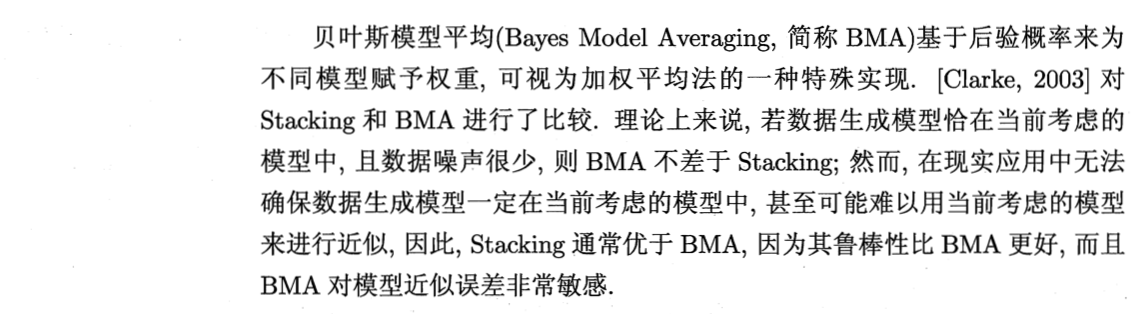 贝叶斯模型平均(Bayes Model Averaging, 简称 BMA)基于后验概率来为
不同模型赋予权重, 可视为加权平均法的一种特殊实现. [Clarke, 2003] 对
Stacking 和 BMA 进行了比较. 理论上来说, 若数据生成模型恰在当前考虑的
模型中, 且数据噪声很少, 则 BMA 不差于 Stacking; 然而, 在现实应用中无法
确保数据生成模型一定在当前考虑的模型中, 甚至可能难以用当前考虑的模型
来进行近似, 因此, Stacking 通常优于 BMA, 因为其鲁棒性比 BMA 更好, 而且
BMA 对模型近似误差非常敏感.